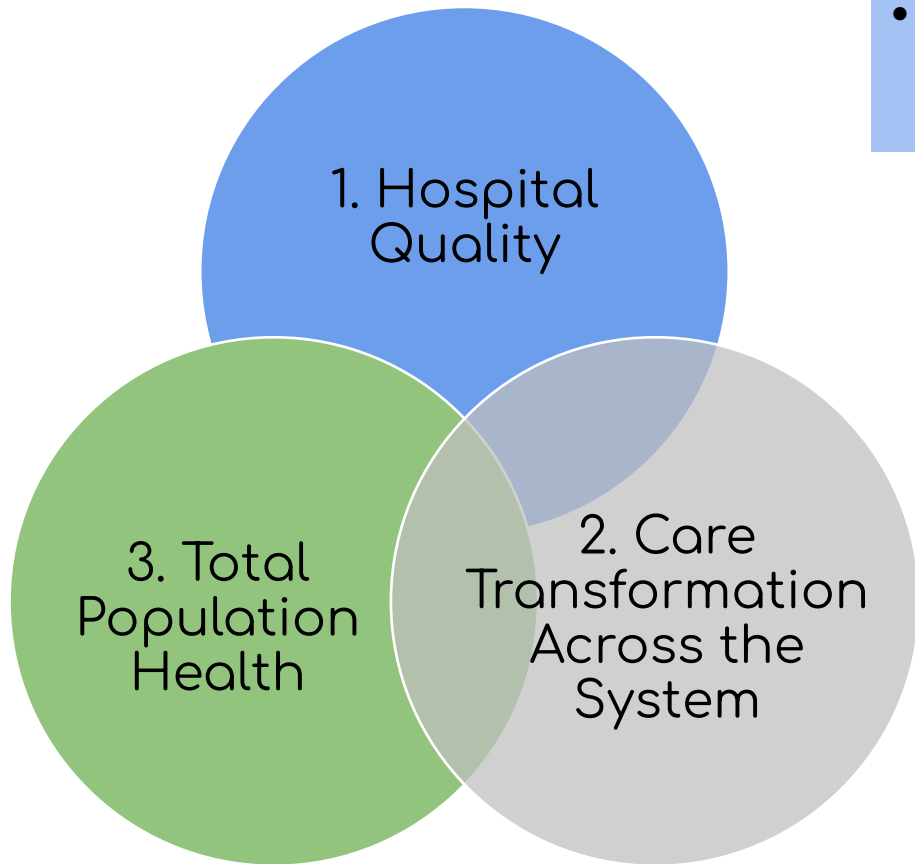 1. Hospital
Quality
2. Care
Transformation
Across the
System
3. Total
Population
Health